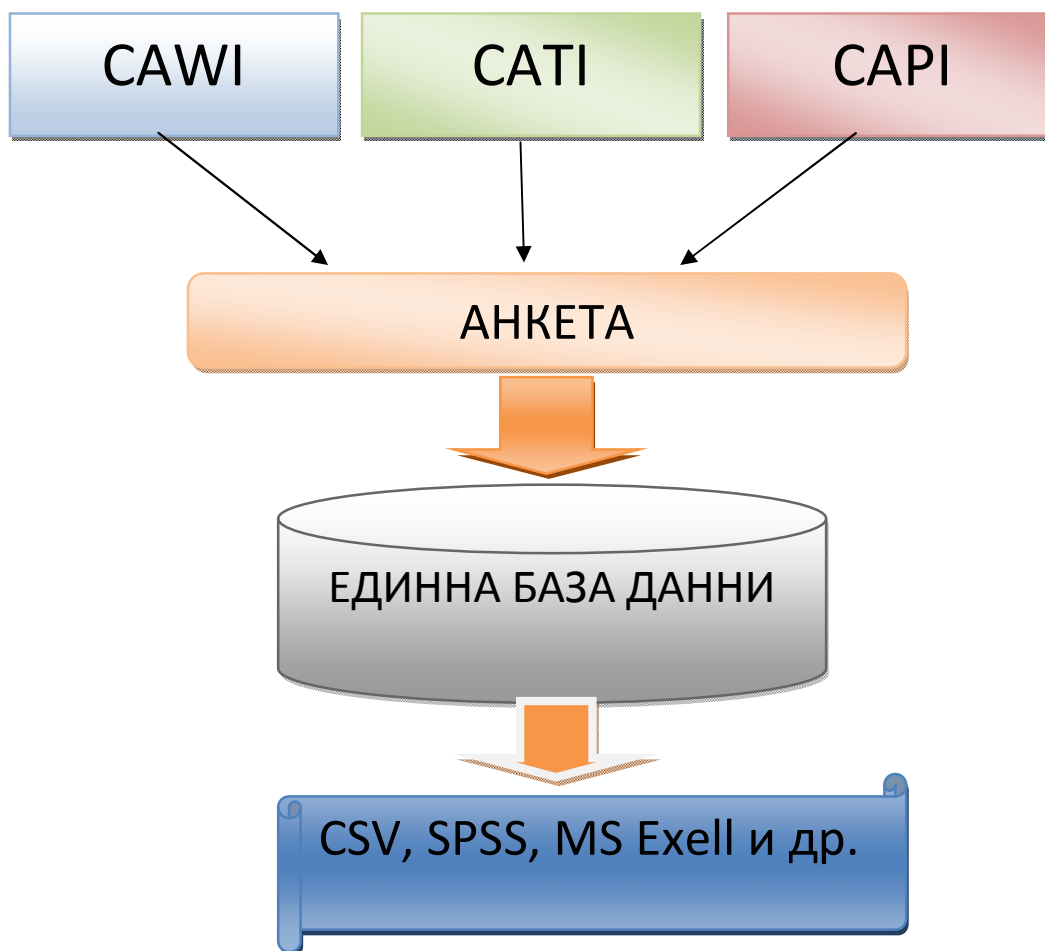 CAWI
CATI
CAPI
АНКЕТА
ЕДИННА БАЗА ДАННИ
CSV, SPSS, MS Exell и др.